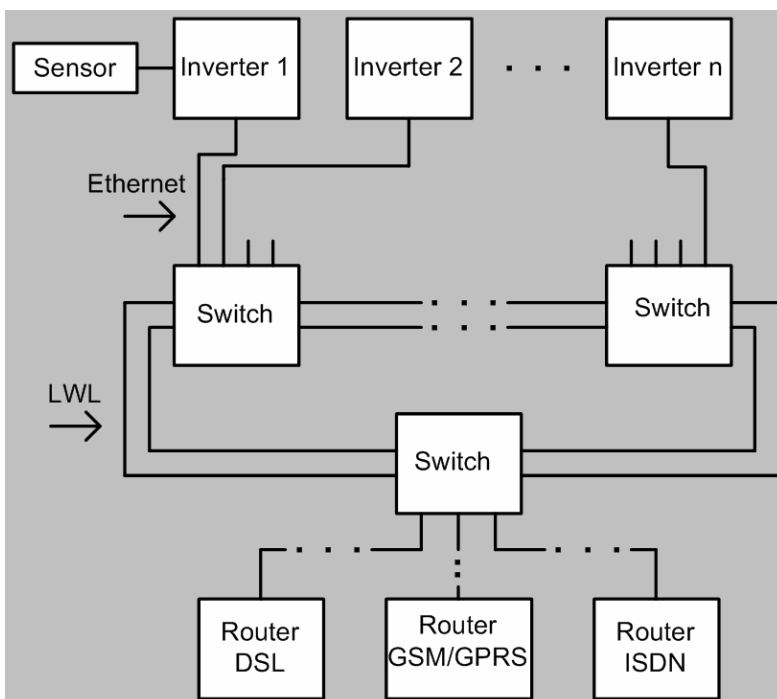 Sensor
Inverter 1
Inverter 2
Inverter n
Ethernet
Switch
Switch
LWL
Switch
Router
DSL
Router
GSM/GPRS
Router
ISDN